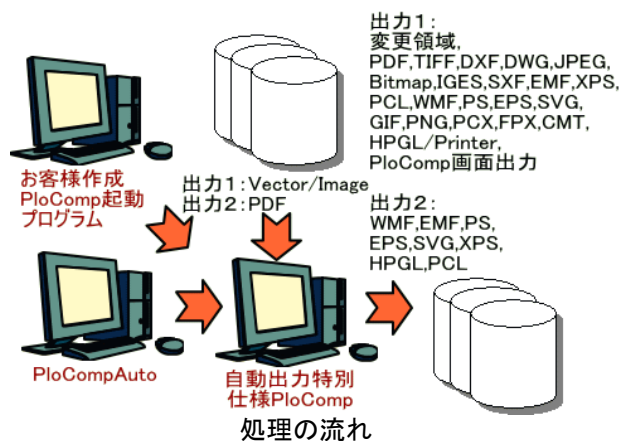 出力1:
変更領域,
PDF,TIFF,DXF,DWG,JPEG,
Bitmap,IGES,SXF,EMF,XPS,
PCL,WMF,PS,EPS,SVG,
GIF,PNG,PCX,FPX,CMT,
HPGL/Printer,
PloComp画面出力
お客様作成
PloComp起動
プログラム
出力1:Vector/Image
出力2:PDF
出力2:
WMF,EMF,PS,
EPS,SVG,XPS,
HPGL,PCL
PloCompAuto
自動出力特別
仕様PloComp
処理の流れ